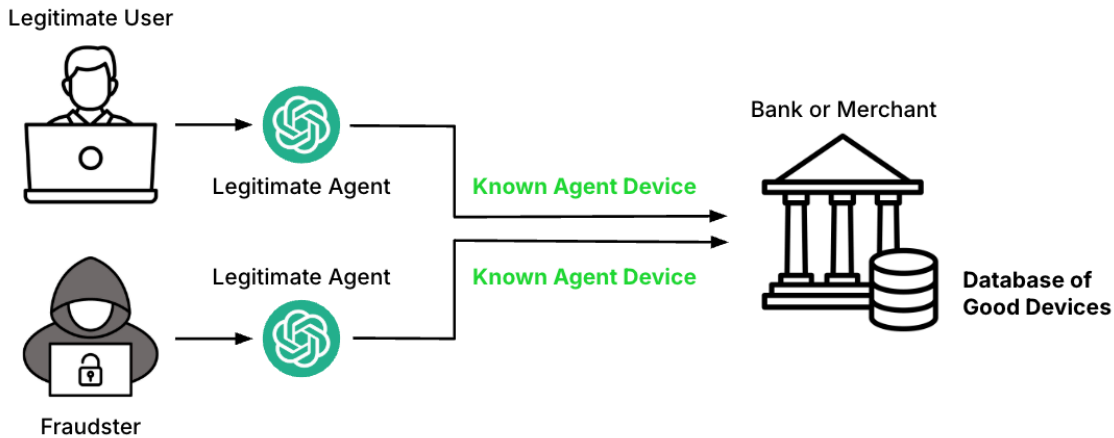 Legitimate User
Bank or Merchant
Legitimate Agent
Known Agent Device
Legitimate Agent
Known Agent Device
Database of
Good Devices
Fraudster